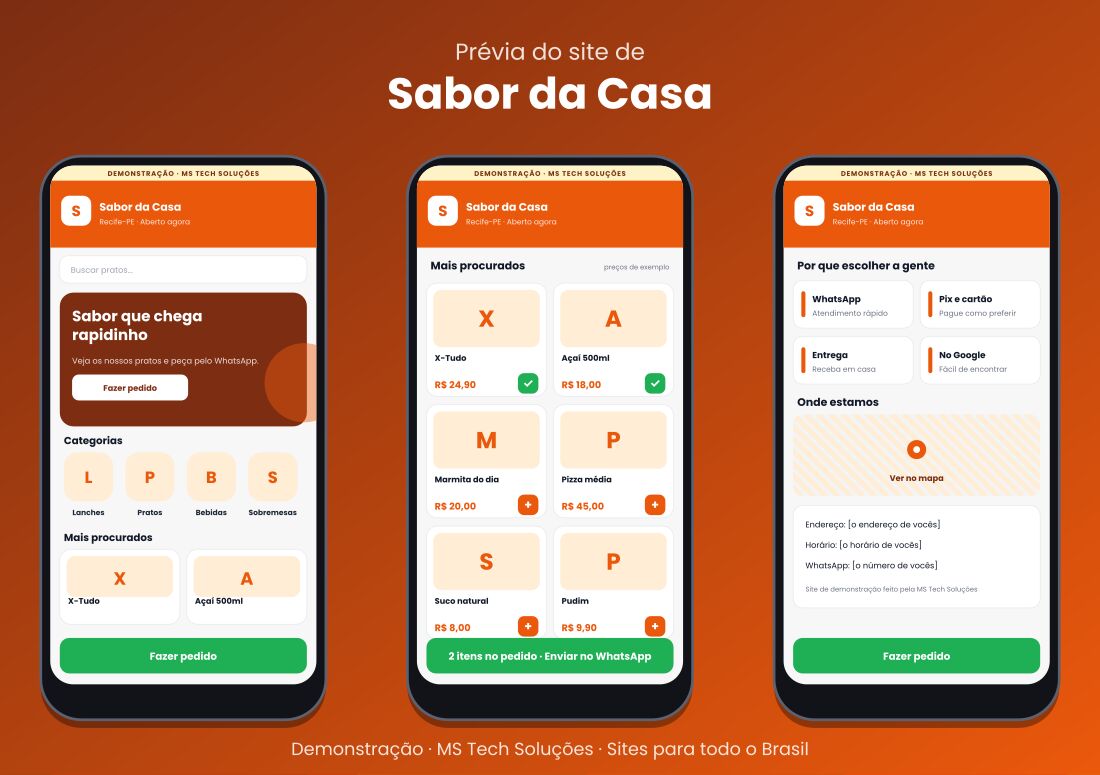 Prévia do site de
Sabor da Casa
DEMONSTRAÇÃO · MS TECH SOLUÇÕES
S
Sabor da Casa
Recife-PE · Aberto agora
Buscar pratos...
Sabor que chega
rapidinho
Veja os nossos pratos e peça pelo WhatsApp.
Fazer pedido
Categorias
L P B S
Lanches Pratos Bebidas Sobremesas
Mais procurados
X A
X-Tudo Açaí 500ml
Fazer pedido
DEMONSTRAÇÃO · MS TECH SOLUÇÕES
S
Sabor da Casa
Recife-PE · Aberto agora
Mais procurados preços de exemplo
X A
X-Tudo Açaí 500ml
R$ 24,90 R$ 18,00
M P
Marmita do dia Pizza média
R$ 20,00 + R$ 45,00 +
S P
Suco natural Pudim
R$ 8,00 + R$ 9,90 +
2 itens no pedido · Enviar no WhatsApp
DEMONSTRAÇÃO · MS TECH SOLUÇÕES
S
Sabor da Casa
Recife-PE · Aberto agora
Por que escolher a gente
WhatsApp Pix e cartão
Atendimento rápido Pague como preferir
Entrega No Google
Receba em casa Fácil de encontrar
Onde estamos
Ver no mapa
Endereço: [o endereço de vocês]
Horário: [o horário de vocês]
WhatsApp: [o número de vocês]
Site de demonstração feito pela MS Tech Soluções
Fazer pedido
Demonstração · MS Tech Soluções · Sites para todo o Brasil